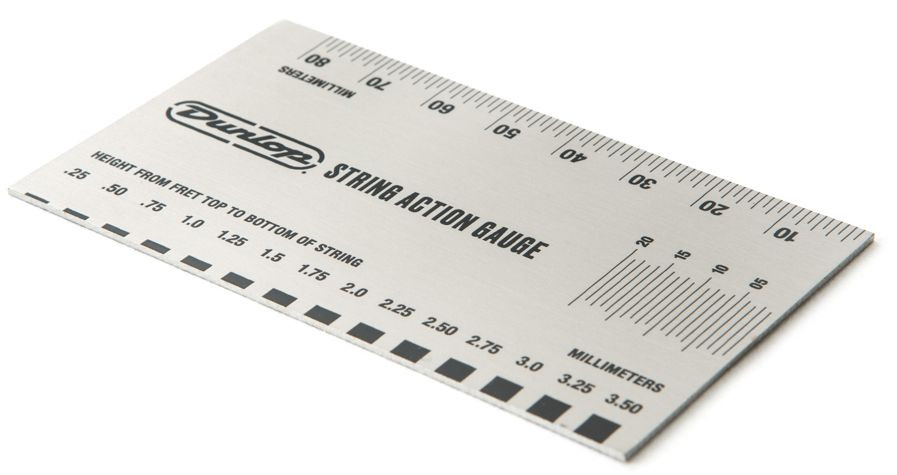 80 70 60 50 40 30 20 10
MILLIMETERS
Dunlop
STRING ACTION GAUGE
20 15 10 05
HEIGHT FROM FRET TOP TO BOTTOM OF STRING
MILLIMETERS
.25 .50 .75 1.0 1.25 1.5 1.75 2.0 2.25 2.50 2.75 3.0 3.25 3.50